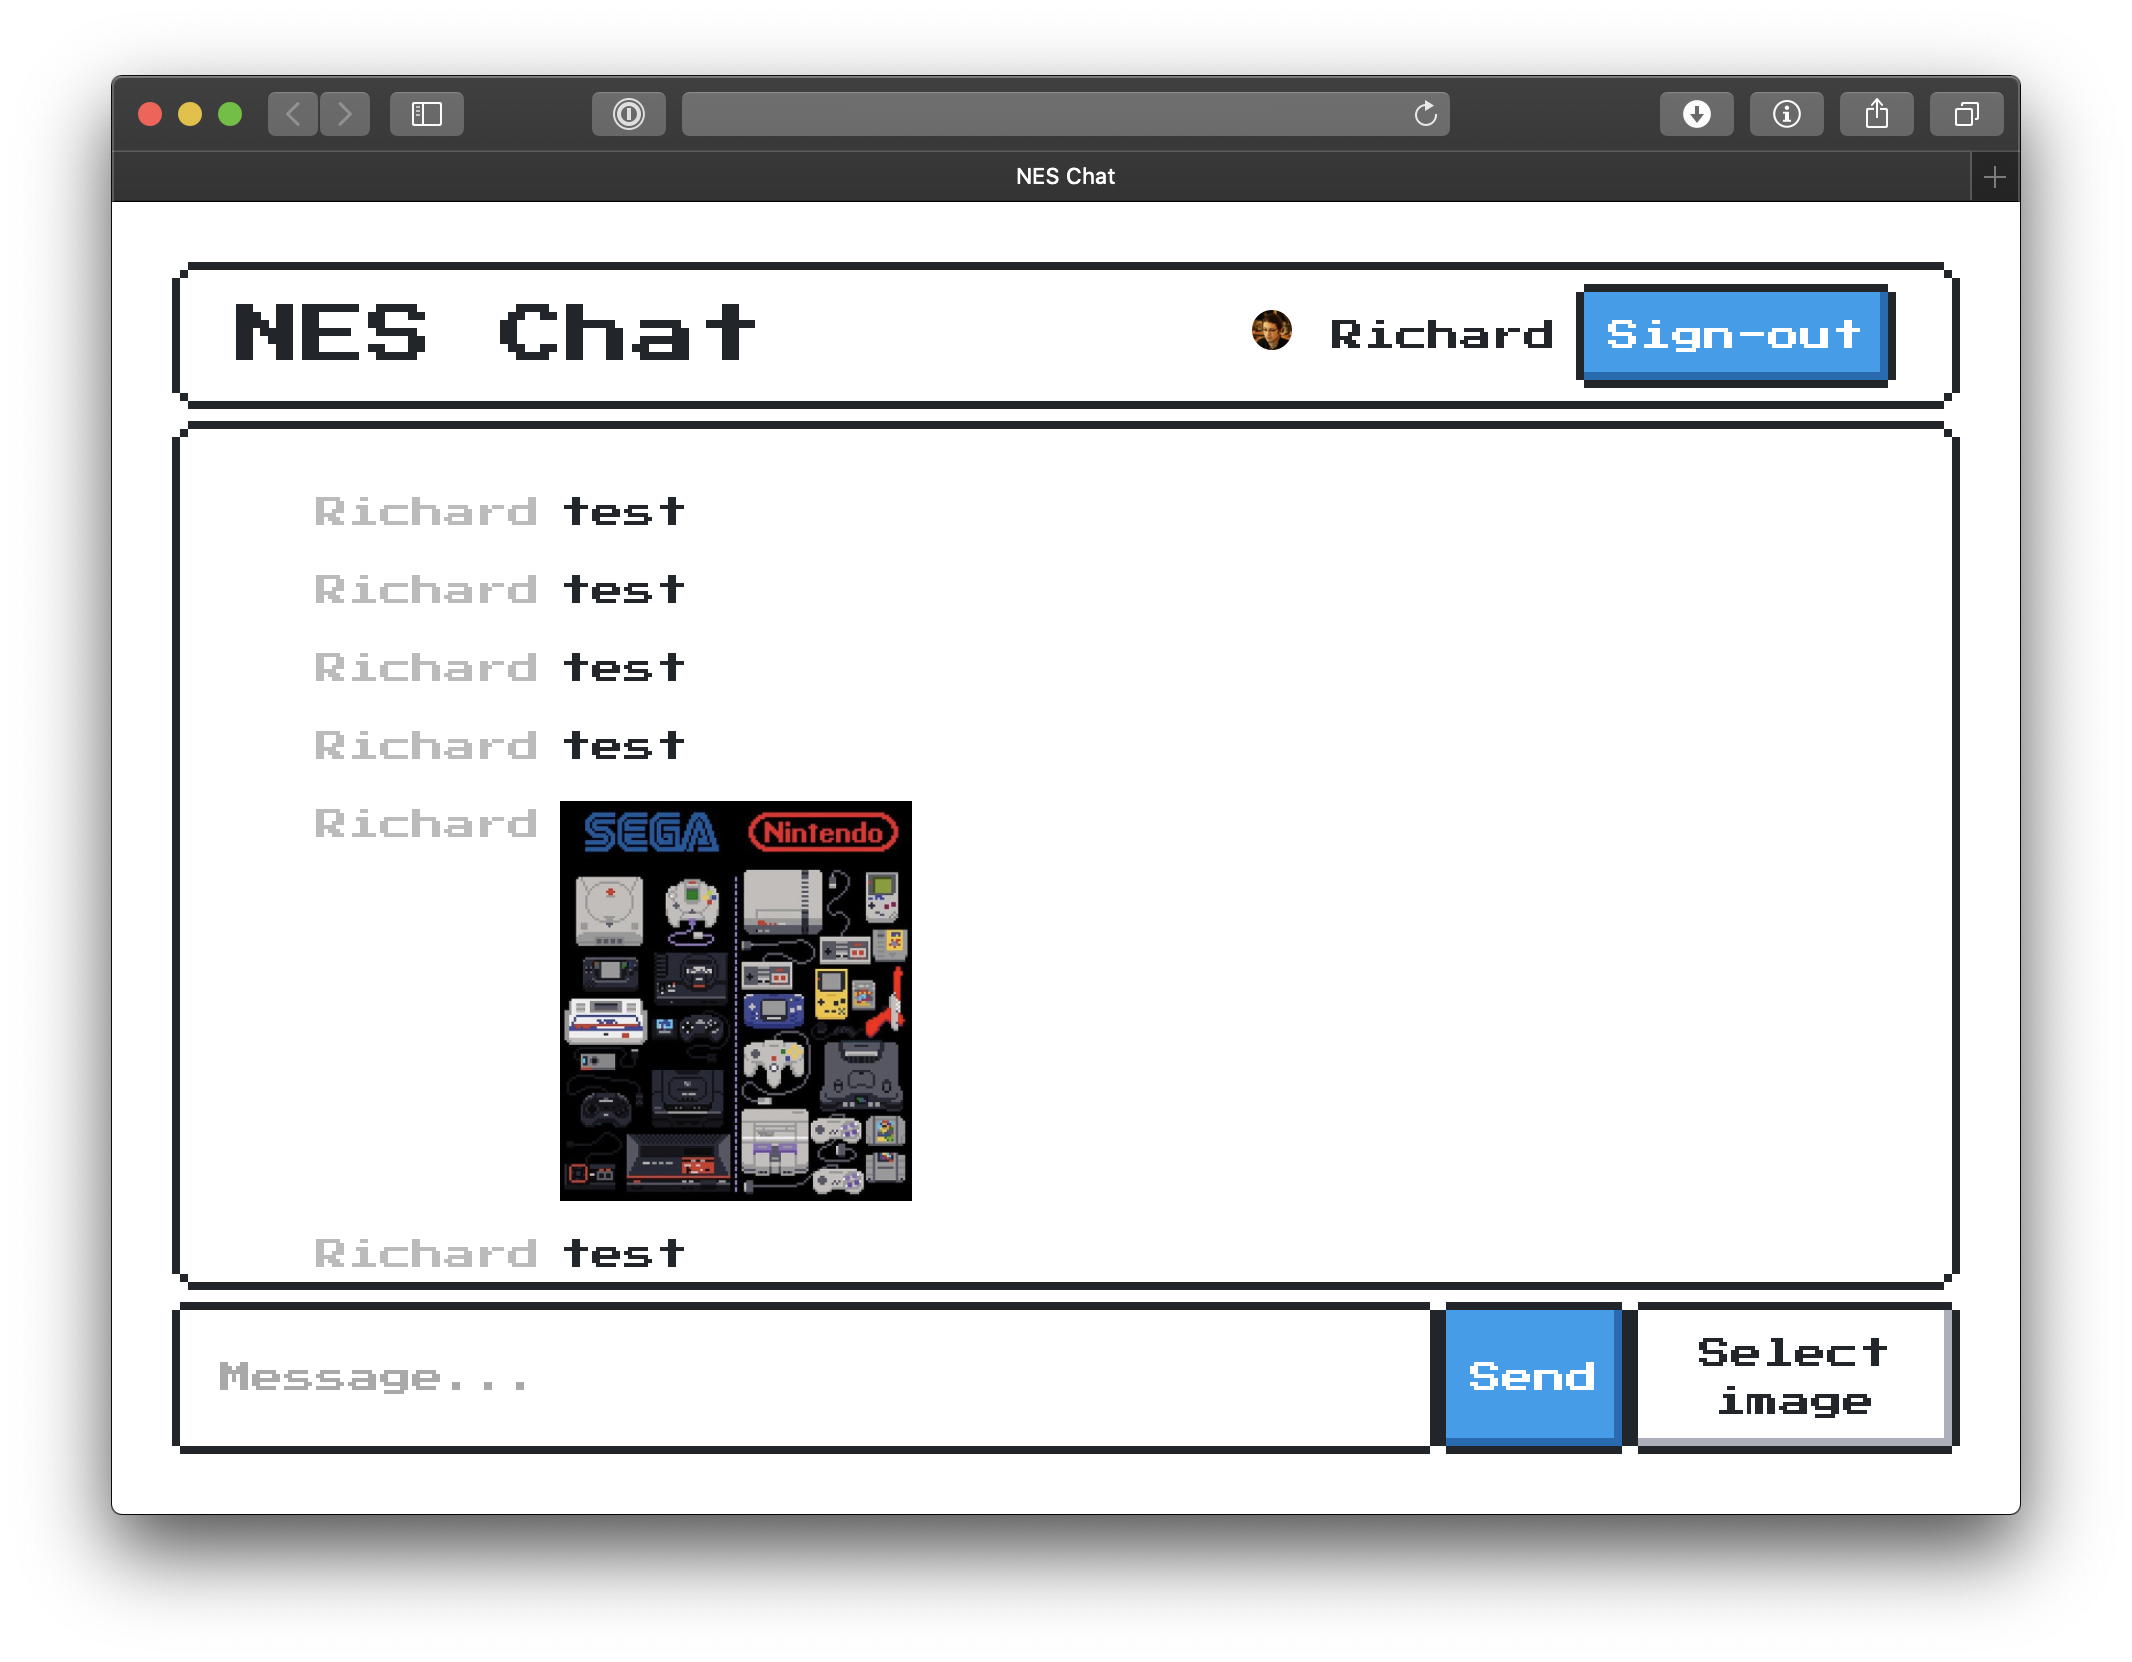 NES Chat
NES Chat
Richard
Sign-out
Richard test
Richard test
Richard test
Richard test
Richard
SEGA
Nintendo
Richard test
Message...
Send
Select
image